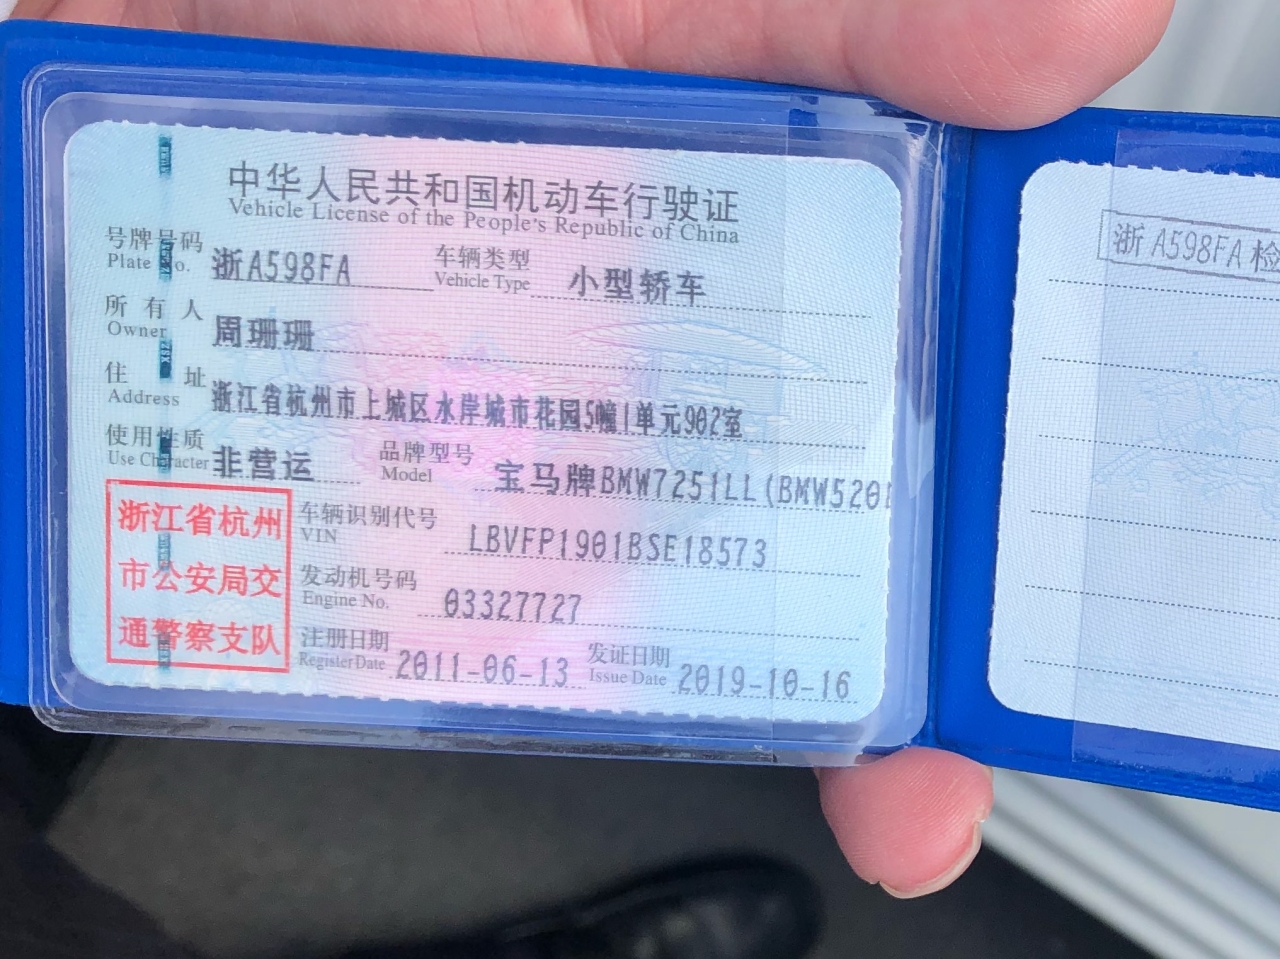 中华人民共和国机动车行驶证
Vehicle License of the People's Republic of China
号牌号码 浙A598FA 车辆类型 小型轿车
Plate No. Vehicle Type
所有人 周珊珊
Owner
住址 浙江省杭州市上城区水岸城市花园5幢1单元902室
Address
使用性质 非营运 品牌型号 宝马牌BMW7251LL(BMW520
Use Character Model
浙江省杭州
市公安局交
通警察支队
车辆识别代号 LBVFP1901BSE18573
VIN
发动机号码 03327727
Engine No.
注册日期 2011-06-13 发证日期 2019-10-16
Register Date Issue Date
浙A598FA 检